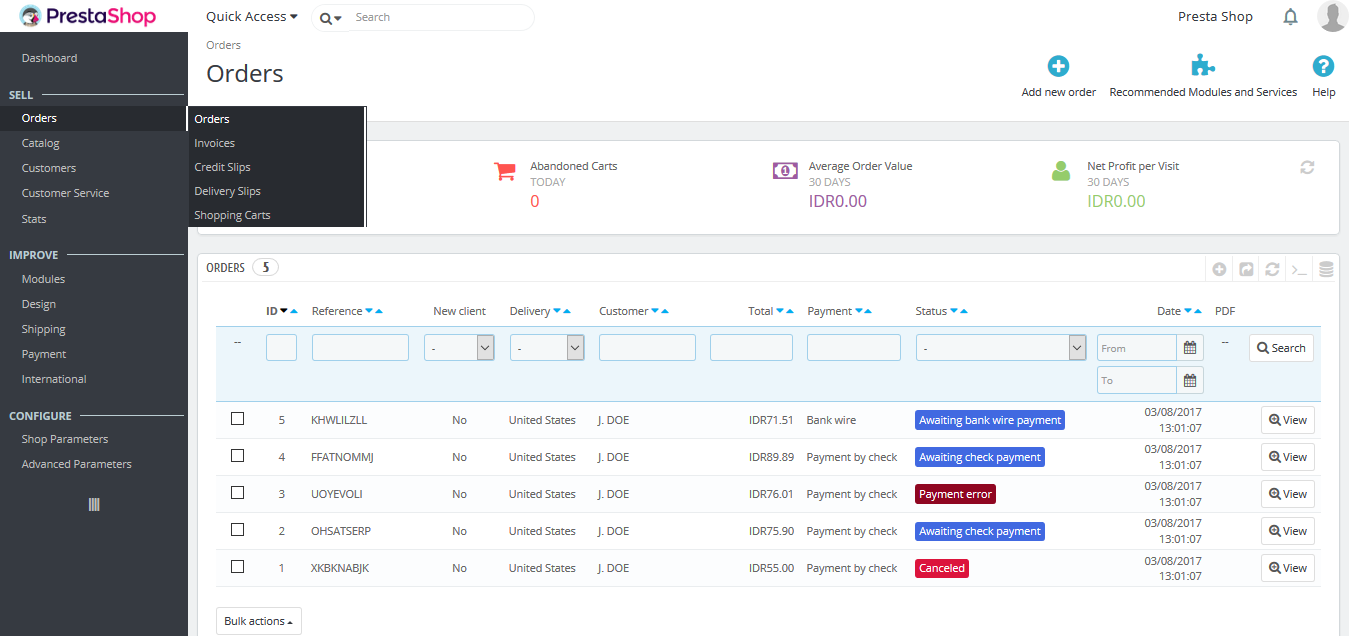 PrestaShop
Quick Access
Search
Presta Shop
Orders
Orders
Add new order
Recommended Modules and Services
Help
Dashboard
SELL
Orders
Catalog
Customers
Customer Service
Stats
IMPROVE
Modules
Design
Shipping
Payment
International
CONFIGURE
Shop Parameters
Advanced Parameters
Orders
Invoices
Credit Slips
Delivery Slips
Shopping Carts
Abandoned Carts
TODAY
0
Average Order Value
30 DAYS
IDR0.00
Net Profit per Visit
30 DAYS
IDR0.00
ORDERS 5
ID Reference New client Delivery Customer Total Payment Status Date PDF
-- - - - From -- Search
To
5 KHWLILZLL No United States J. DOE IDR71.51 Bank wire Awaiting bank wire payment 03/08/2017 13:01:07 View
4 FFATNOMMJ No United States J. DOE IDR89.89 Payment by check Awaiting check payment 03/08/2017 13:01:07 View
3 UOYEVOLI No United States J. DOE IDR76.01 Payment by check Payment error 03/08/2017 13:01:07 View
2 OHSATSERP No United States J. DOE IDR75.90 Payment by check Awaiting check payment 03/08/2017 13:01:07 View
1 XKBKNABJK No United States J. DOE IDR55.00 Payment by check Canceled 03/08/2017 13:01:07 View
Bulk actions